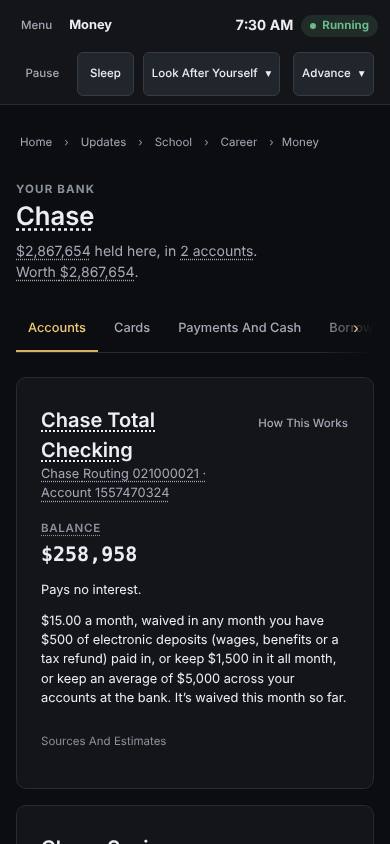 Menu Money 7:30 AM Running
Pause Sleep Look After Yourself ▾ Advance ▾
Home › Updates › School › Career › Money
YOUR BANK
Chase
$2,867,654 held here, in 2 accounts.
Worth $2,867,654.
Accounts Cards Payments And Cash Borrow ›
Chase Total
Checking
How This Works
Chase Routing 021000021 ·
Account 1557470324
BALANCE
$258,958
Pays no interest.
$15.00 a month, waived in any month you have
$500 of electronic deposits (wages, benefits or a
tax refund) paid in, or keep $1,500 in it all month,
or keep an average of $5,000 across your
accounts at the bank. It’s waived this month so far.
Sources And Estimates